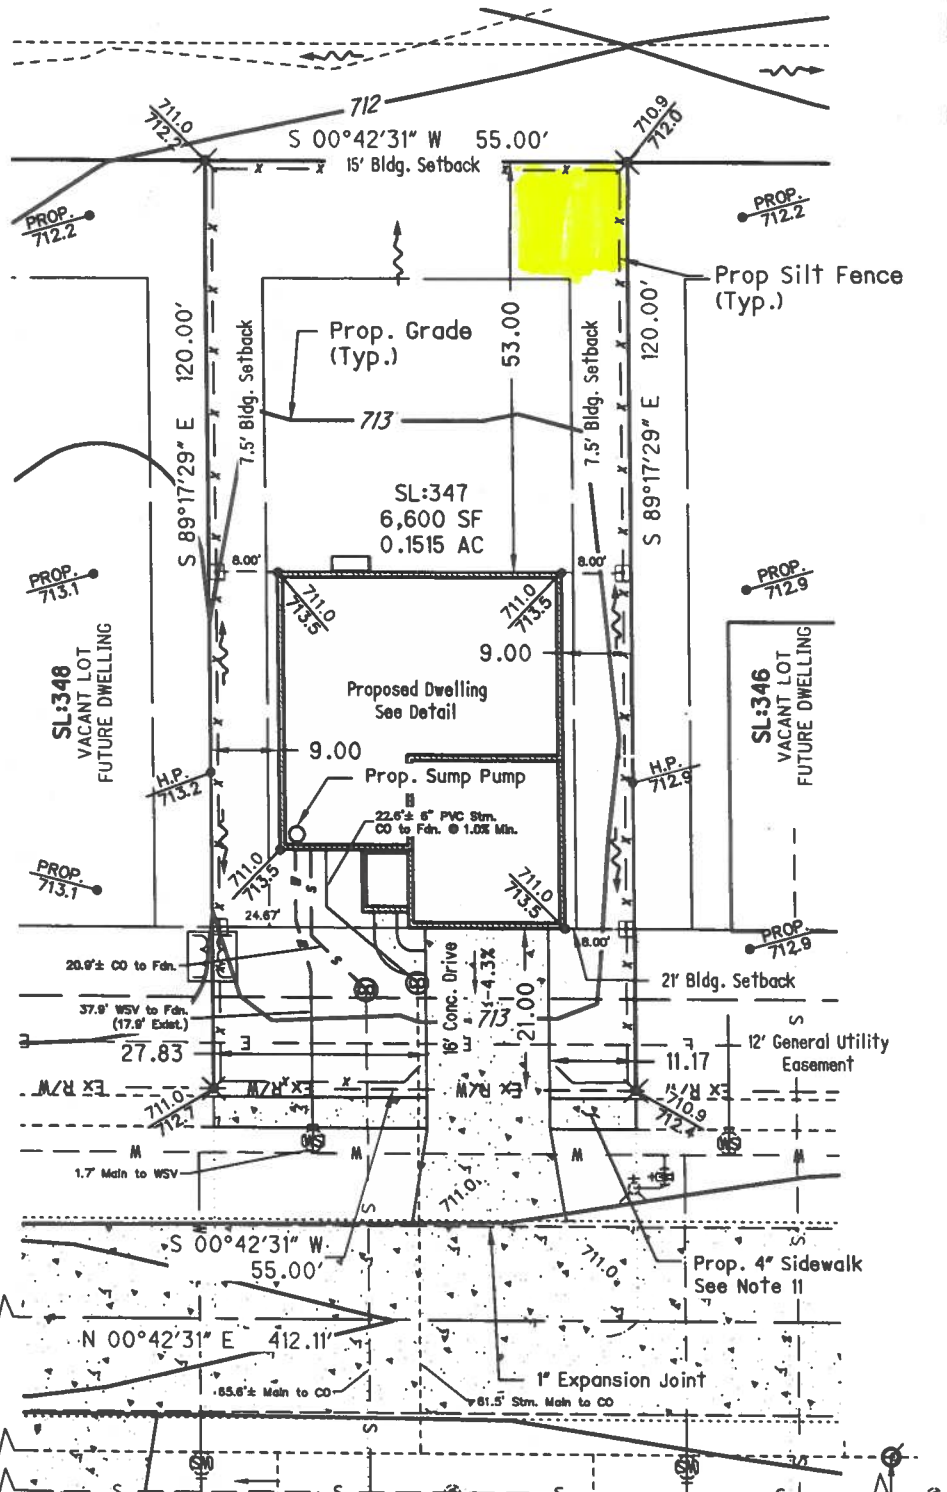 712
711.0
712.2
S 00°42'31" W 55.00'
15' Bldg. Setback
710.9
712.0
PROP.
712.2
PROP.
712.2
Prop Silt Fence
(Typ.)
S 89°17'29" E 120.00'
7.5' Bldg. Setback
Prop. Grade
(Typ.)
53.00
7.5' Bldg. Setback
S 89°17'29" E 120.00'
713
SL:347
6,600 SF
0.1515 AC
8.00'
8.00'
PROP.
713.1
711.0
713.5
711.0
713.5
PROP.
712.9
9.00
SL:348
VACANT LOT
FUTURE DWELLING
Proposed Dwelling
See Detail
SL:346
VACANT LOT
FUTURE DWELLING
9.00
H.P.
713.2
Prop. Sump Pump
H.P.
712.9
22.6'± 6" PVC Stm.
CO to Fdn. @ 1.0% Min.
PROP.
713.1
711.0
713.5
711.0
713.5
24.67'
8.00'
PROP.
712.9
20.9'± CO to Fdn.
16' Conc. Drive
-4.3%
21.00
21' Bldg. Setback
37.9' WSV to Fdn.
(17.9' Exist.)
713
12' General Utility
Easement
27.83
11.17
Ex R/W
Ex R/W
Ex R/W
Ex R/W
711.0
712.7
710.9
712.4
WSV
1.7' Main to WSV
W
W
W
711.0
S 00°42'31" W
55.00'
711.0
Prop. 4" Sidewalk
See Note 11
N 00°42'31" E 412.11'
1" Expansion Joint
65.6'± Main to CO
61.5' Stm. Main to CO